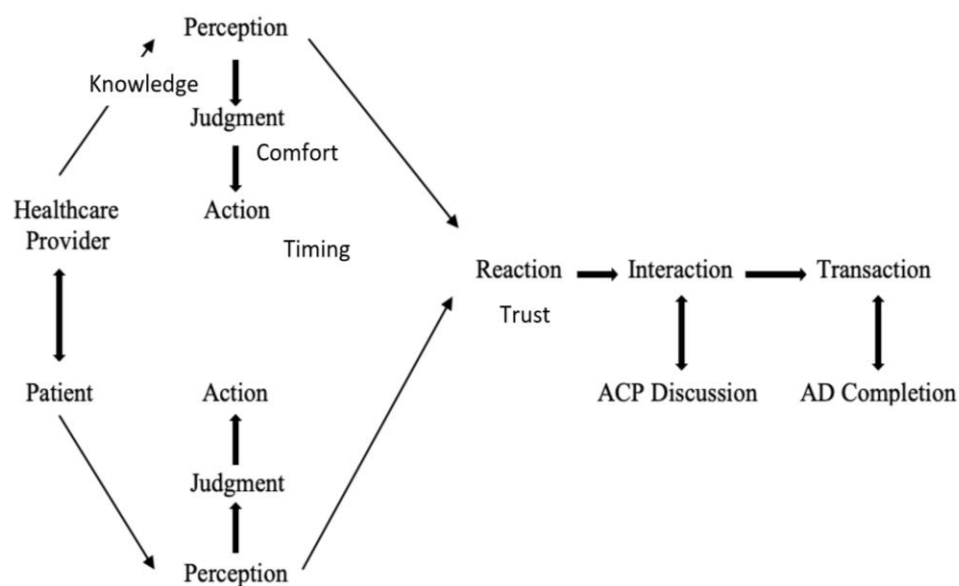 Perception
Knowledge
Judgment
Comfort
Healthcare
Provider
Action
Timing
Reaction
Interaction
Transaction
Trust
Patient
Action
ACP Discussion
AD Completion
Judgment
Perception